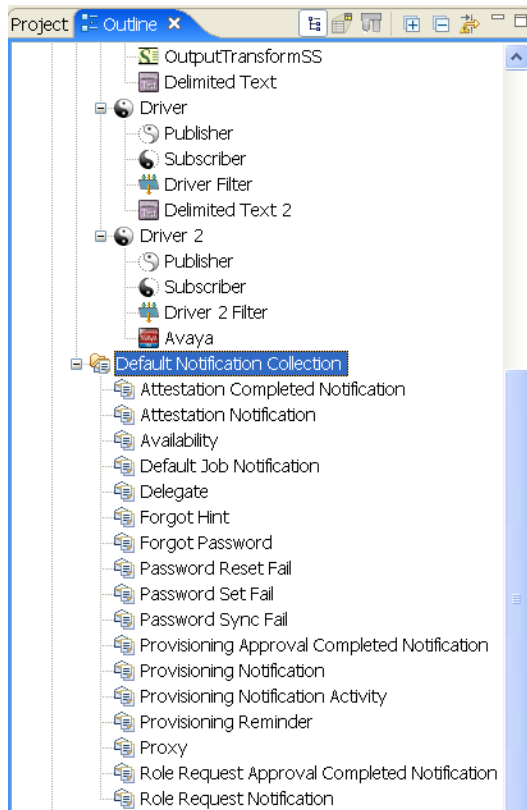 Project Outline
OutputTransformSS
Delimited Text
Driver
Publisher
Subscriber
Driver Filter
Delimited Text 2
Driver 2
Publisher
Subscriber
Driver 2 Filter
Avaya
Default Notification Collection
Attestation Completed Notification
Attestation Notification
Availability
Default Job Notification
Delegate
Forgot Hint
Forgot Password
Password Reset Fail
Password Set Fail
Password Sync Fail
Provisioning Approval Completed Notification
Provisioning Notification
Provisioning Notification Activity
Provisioning Reminder
Proxy
Role Request Approval Completed Notification
Role Request Notification